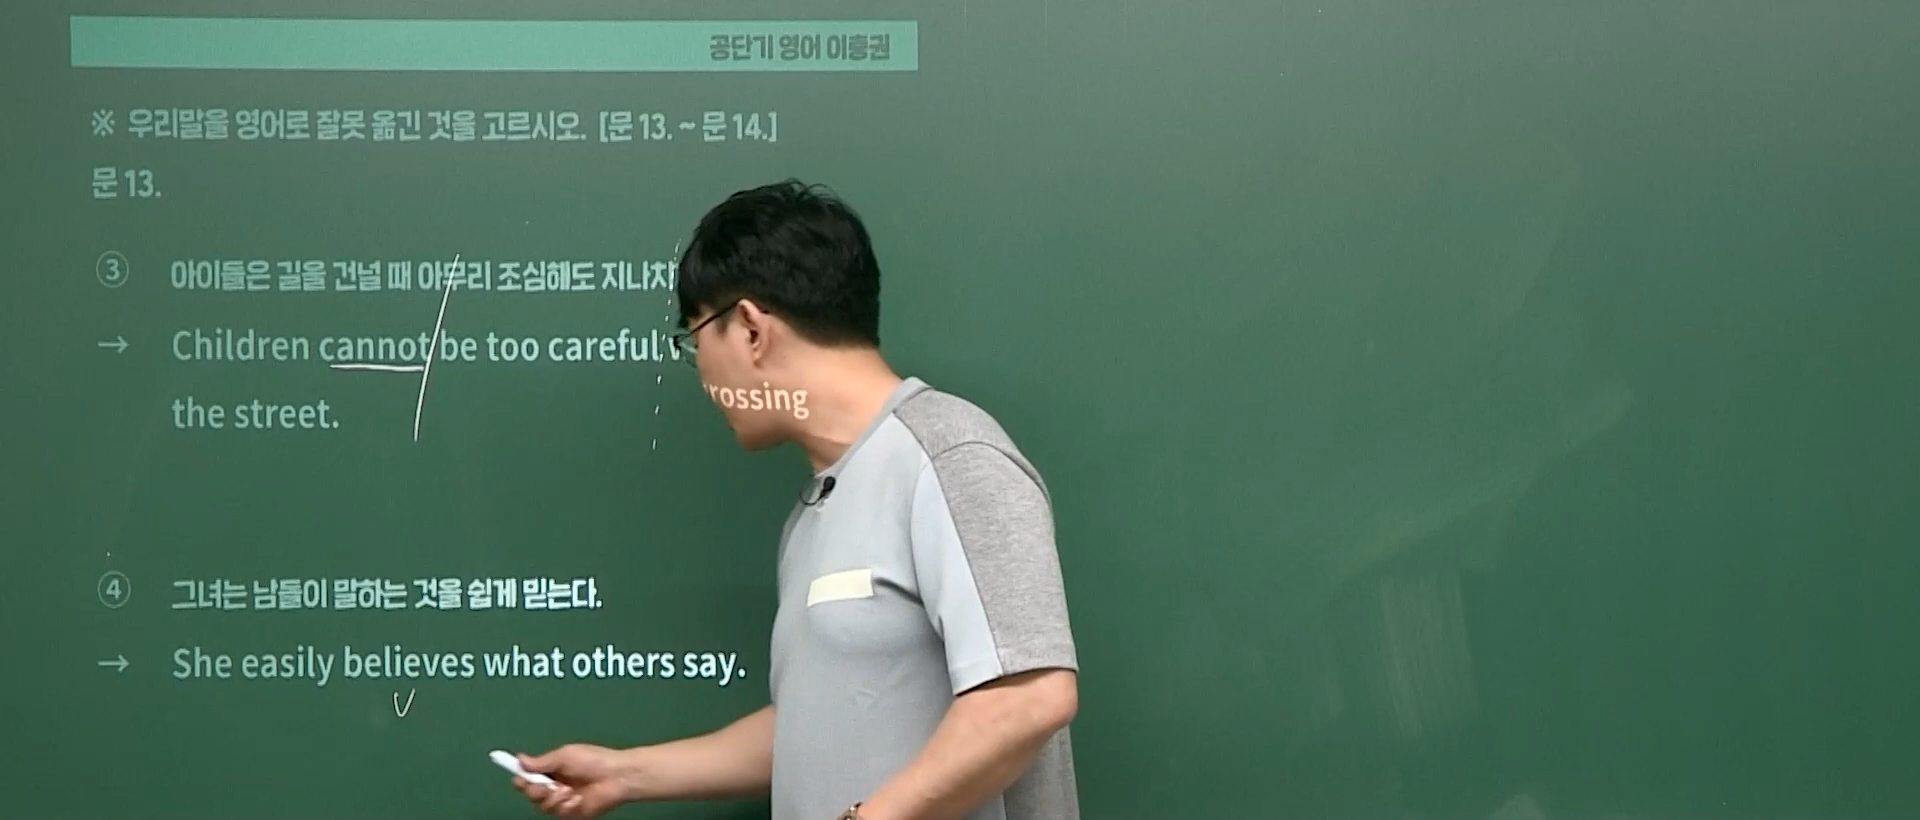 공단기 영어 이충권
※ 우리말을 영어로 잘못 옮긴 것을 고르시오. [문 13. ~ 문 14.]
문 13.
③ 아이들은 길을 건널 때 아무리 조심해도 지나치
→ Children cannot be too careful
rossing
the street.
④ 그녀는 남들이 말하는 것을 쉽게 믿는다.
→ She easily believes what others say.